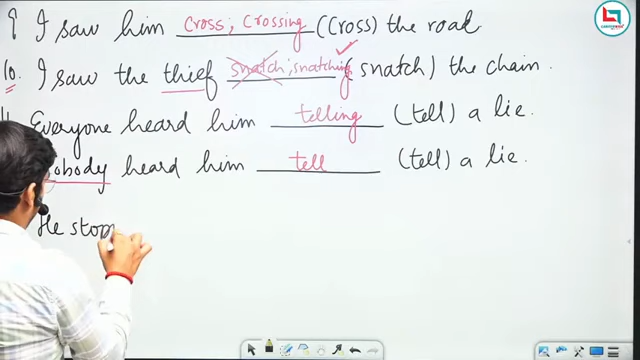 9 I saw him cross; crossing (cross) the road
10. I saw the thief snatch; snatching (snatch) the chain.
Everyone heard him telling (tell) a lie.
Nobody heard him tell (tell) a lie.
He stop